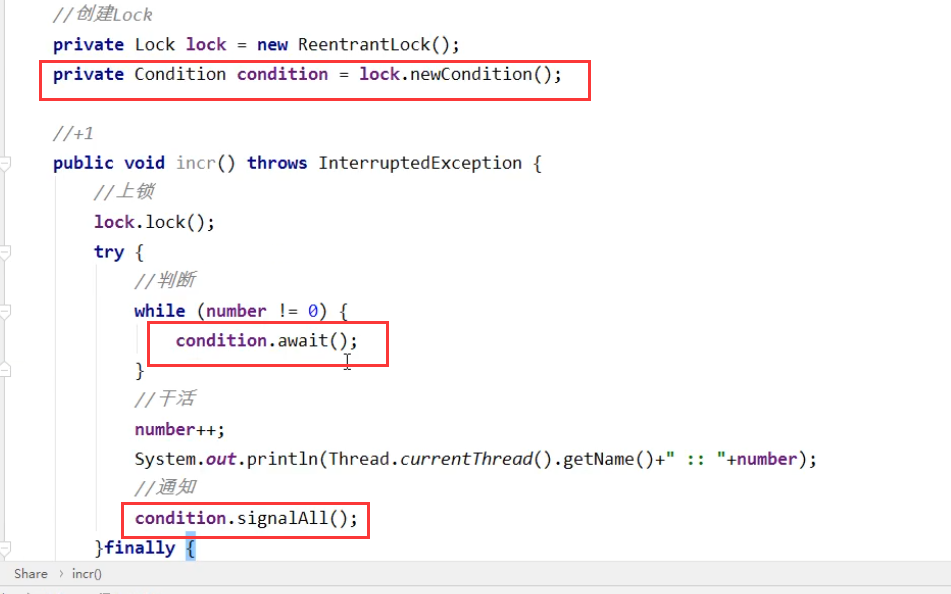 //创建Lock
private Lock lock = new ReentrantLock();
private Condition condition = lock.newCondition();
//+1
public void incr() throws InterruptedException {
//上锁
lock.lock();
try {
//判断
while (number != 0) {
condition.await();
}
//干活
number++;
System.out.println(Thread.currentThread().getName()+" :: "+number);
//通知
condition.signalAll();
}finally {
Share › incr()